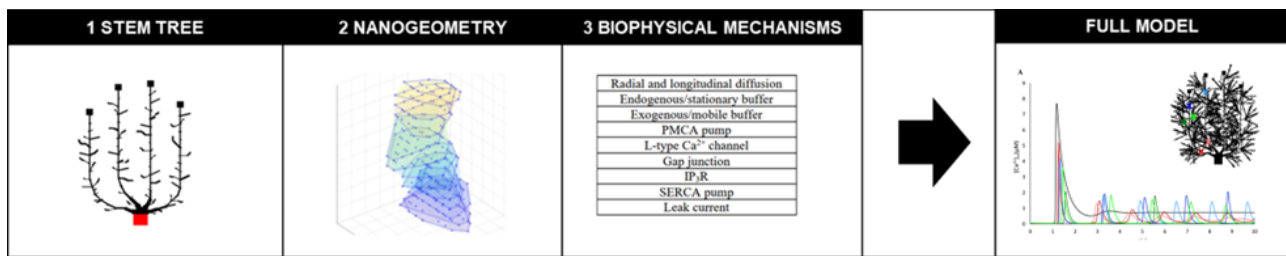 1 STEM TREE
2 NANOGEOMETRY
3 BIOPHYSICAL MECHANISMS
FULL MODEL
Radial and longitudinal diffusion
Endogenous/stationary buffer
Exogenous/mobile buffer
PMCA pump
L-type Ca²⁺ channel
Gap junction
IP₃R
SERCA pump
Leak current
A
9
8
7
6
5
4
3
2
1
0
0 1 2 3 4 5 6 7 8 9 10